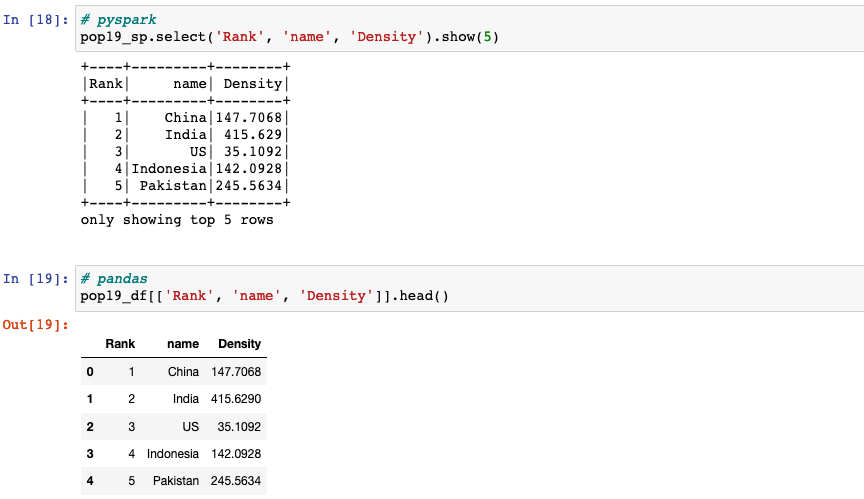 In [18]: # pyspark
pop19_sp.select('Rank', 'name', 'Density').show(5)
+----+---------+--------+
|Rank|     name| Density|
+----+---------+--------+
|   1|    China|147.7068|
|   2|    India| 415.629|
|   3|       US| 35.1092|
|   4|Indonesia|142.0928|
|   5| Pakistan|245.5634|
+----+---------+--------+
only showing top 5 rows
In [19]: # pandas
pop19_df[['Rank', 'name', 'Density']].head()
Out[19]:
Rank name Density
0 1 China 147.7068
1 2 India 415.6290
2 3 US 35.1092
3 4 Indonesia 142.0928
4 5 Pakistan 245.5634